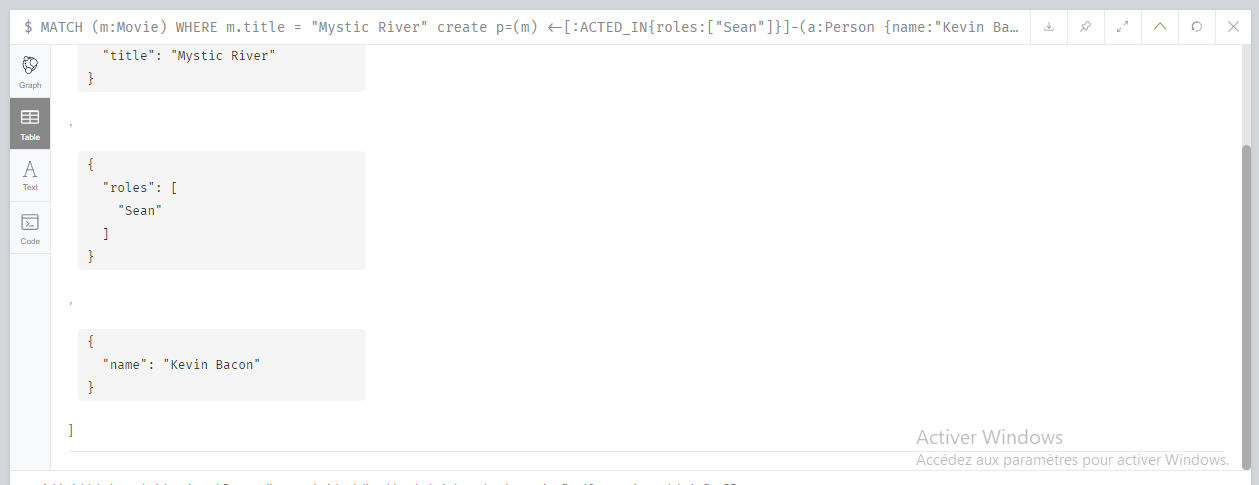 $ MATCH (m:Movie) WHERE m.title = "Mystic River" create p=(m) <-[:ACTED_IN{roles:["Sean"]}]-(a:Person {name:"Kevin Ba…
Graph
Table
Text
Code
"title": "Mystic River"
}
,
{
"roles": [
"Sean"
]
}
,
{
"name": "Kevin Bacon"
}
]
Activer Windows
Accédez aux paramètres pour activer Windows.